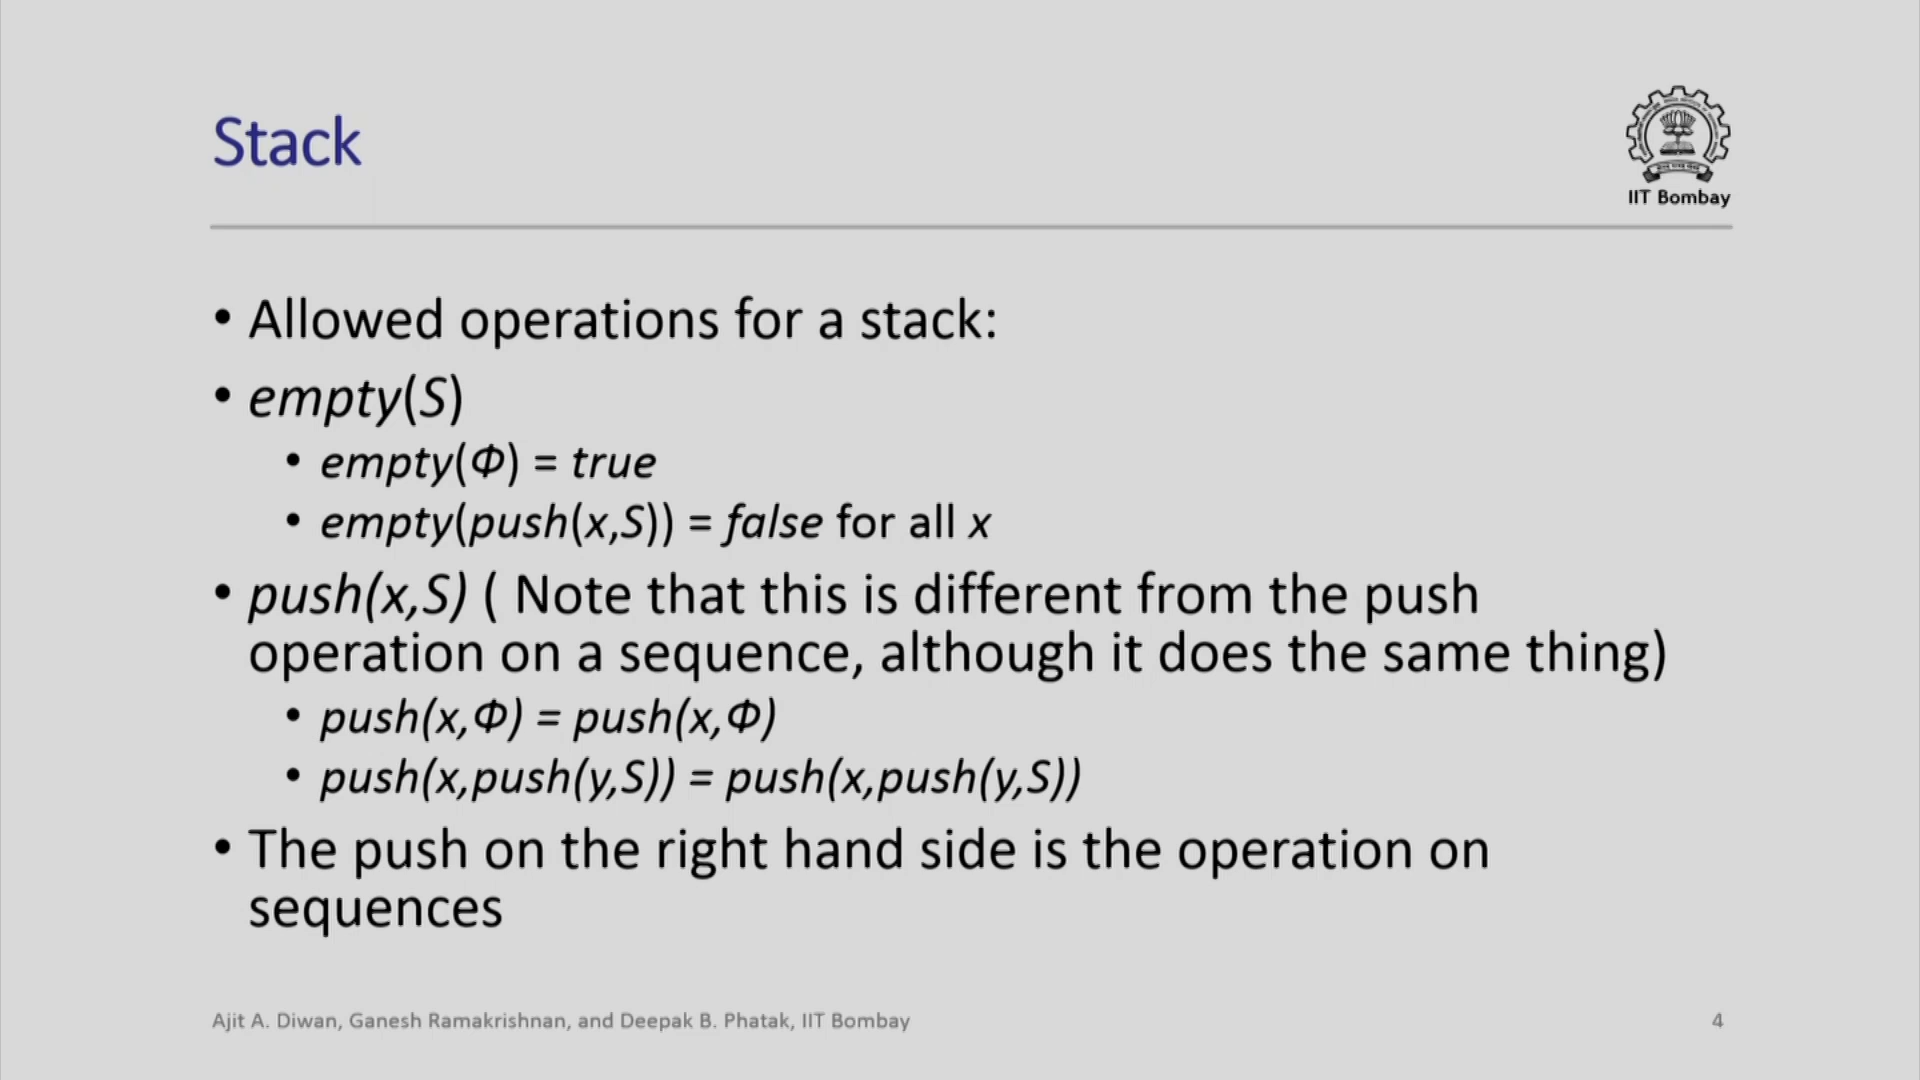 Stack
IIT Bombay
• Allowed operations for a stack:
• empty(S)
• empty(Φ) = true
• empty(push(x,S)) = false for all x
• push(x,S) ( Note that this is different from the push
operation on a sequence, although it does the same thing)
• push(x,Φ) = push(x,Φ)
• push(x,push(y,S)) = push(x,push(y,S))
• The push on the right hand side is the operation on
sequences
Ajit A. Diwan, Ganesh Ramakrishnan, and Deepak B. Phatak, IIT Bombay
4